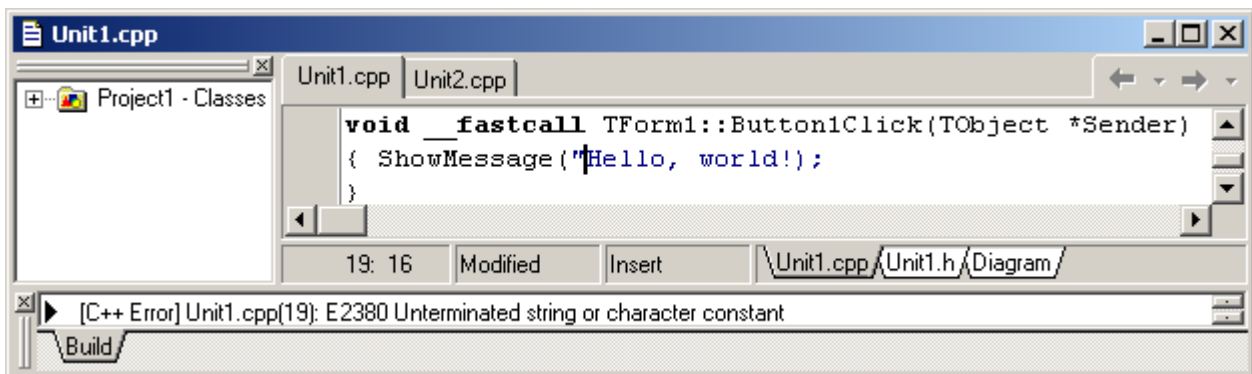 Unit1.cpp
Project1 - Classes
Unit1.cpp Unit2.cpp
void __fastcall TForm1::Button1Click(TObject *Sender)
{ ShowMessage("Hello, world!);
}
19: 16 Modified Insert Unit1.cpp Unit1.h Diagram
[C++ Error] Unit1.cpp(19): E2380 Unterminated string or character constant
Build